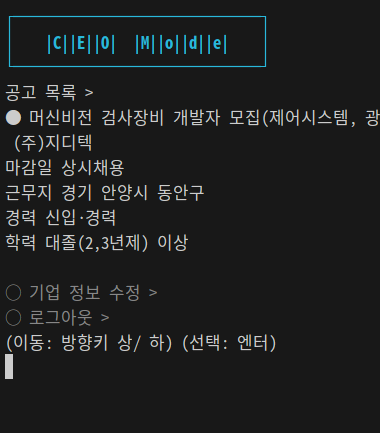 |C||E||O| |M||o||d||e|
공고 목록 >
● 머신비전 검사장비 개발자 모집(제어시스템, 광
(주)지디텍
마감일 상시채용
근무지 경기 안양시 동안구
경력 신입·경력
학력 대졸(2,3년제) 이상
○ 기업 정보 수정 >
○ 로그아웃 >
(이동: 방향키 상/ 하) (선택: 엔터)